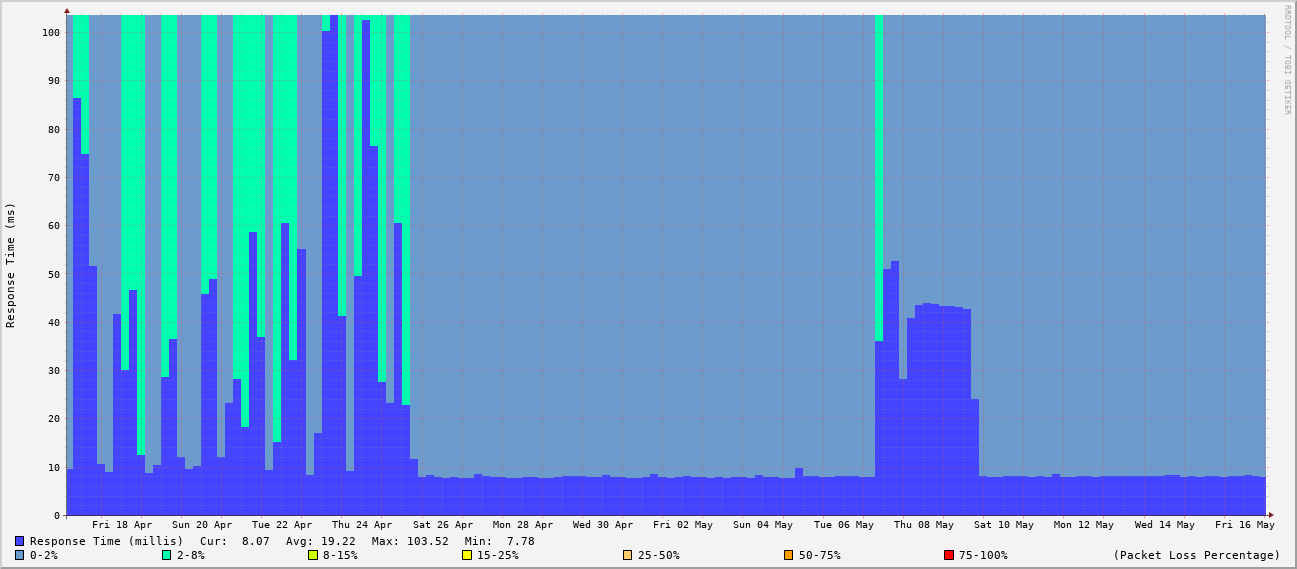 RRDTOOL / TOBI OETIKER
Response Time (ms)
100
90
80
70
60
50
40
30
20
10
0
Fri 18 Apr Sun 20 Apr Tue 22 Apr Thu 24 Apr Sat 26 Apr Mon 28 Apr Wed 30 Apr Fri 02 May Sun 04 May Tue 06 May Thu 08 May Sat 10 May Mon 12 May Wed 14 May Fri 16 May
Response Time (millis) Cur: 8.07 Avg: 19.22 Max: 103.52 Min: 7.78
0-2% 2-8% 8-15% 15-25% 25-50% 50-75% 75-100% (Packet Loss Percentage)